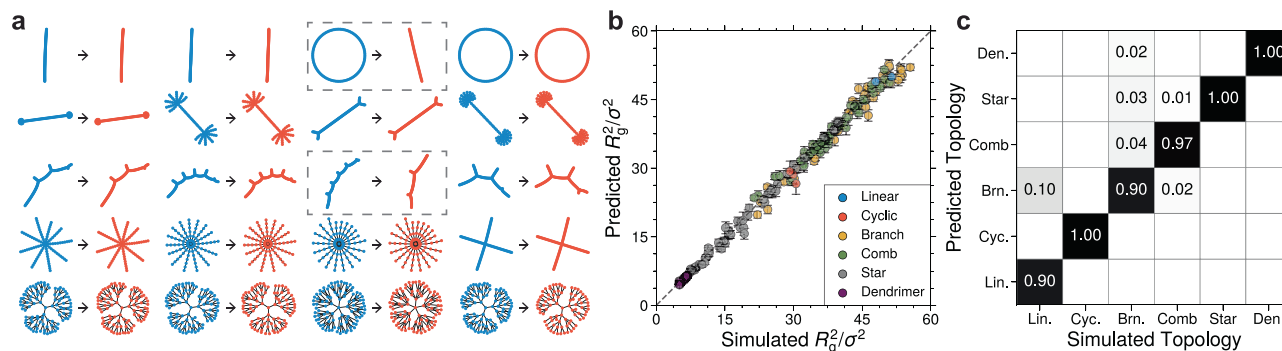 a
b
60
45
30
15
0
0
15
30
45
60
Predicted R_g^2/σ^2
Simulated R_g^2/σ^2
Linear
Cyclic
Branch
Comb
Star
Dendrimer
c
Predicted Topology
Den.
0.02
1.00
Star
0.03
0.01
1.00
Comb
0.04
0.97
Brn.
0.10
0.90
0.02
Cyc.
1.00
Lin.
0.90
Lin.
Cyc.
Brn.
Comb
Star
Den
Simulated Topology